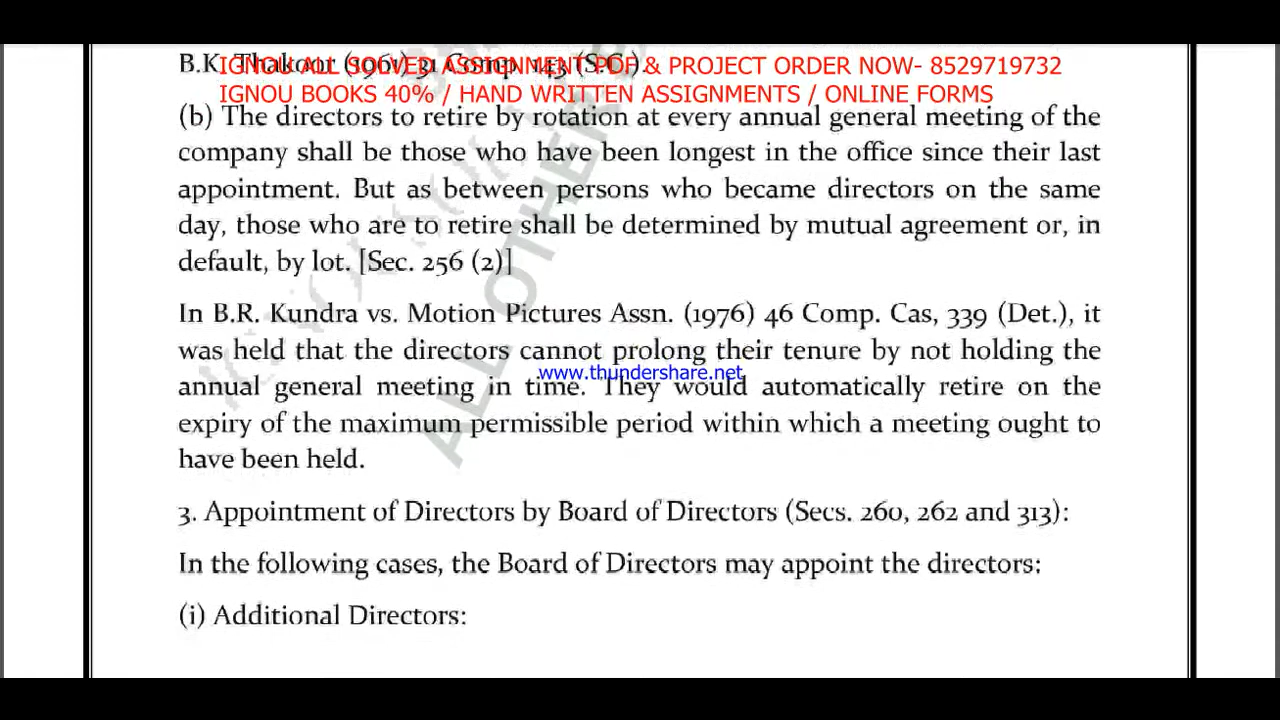 B.K. Thakoor (1961) 31 Comp. 143 (S.C.).
IGNOU ALL SOLVED ASSIGNMENT PDF & PROJECT ORDER NOW- 8529719732
IGNOU BOOKS 40% / HAND WRITTEN ASSIGNMENTS / ONLINE FORMS
(b) The directors to retire by rotation at every annual general meeting of the
company shall be those who have been longest in the office since their last
appointment. But as between persons who became directors on the same
day, those who are to retire shall be determined by mutual agreement or, in
default, by lot. [Sec. 256 (2)]
In B.R. Kundra vs. Motion Pictures Assn. (1976) 46 Comp. Cas, 339 (Det.), it
was held that the directors cannot prolong their tenure by not holding the
www.thundershare.net
annual general meeting in time. They would automatically retire on the
expiry of the maximum permissible period within which a meeting ought to
have been held.
3. Appointment of Directors by Board of Directors (Secs. 260, 262 and 313):
In the following cases, the Board of Directors may appoint the directors:
(i) Additional Directors:
ALL OTHER